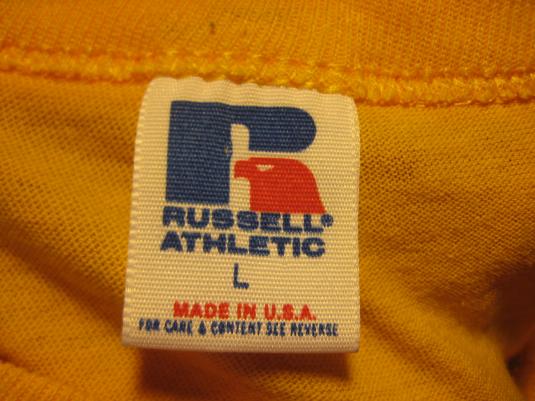 RUSSELL®
ATHLETIC
L
MADE IN U.S.A.
FOR CARE & CONTENT SEE REVERSE